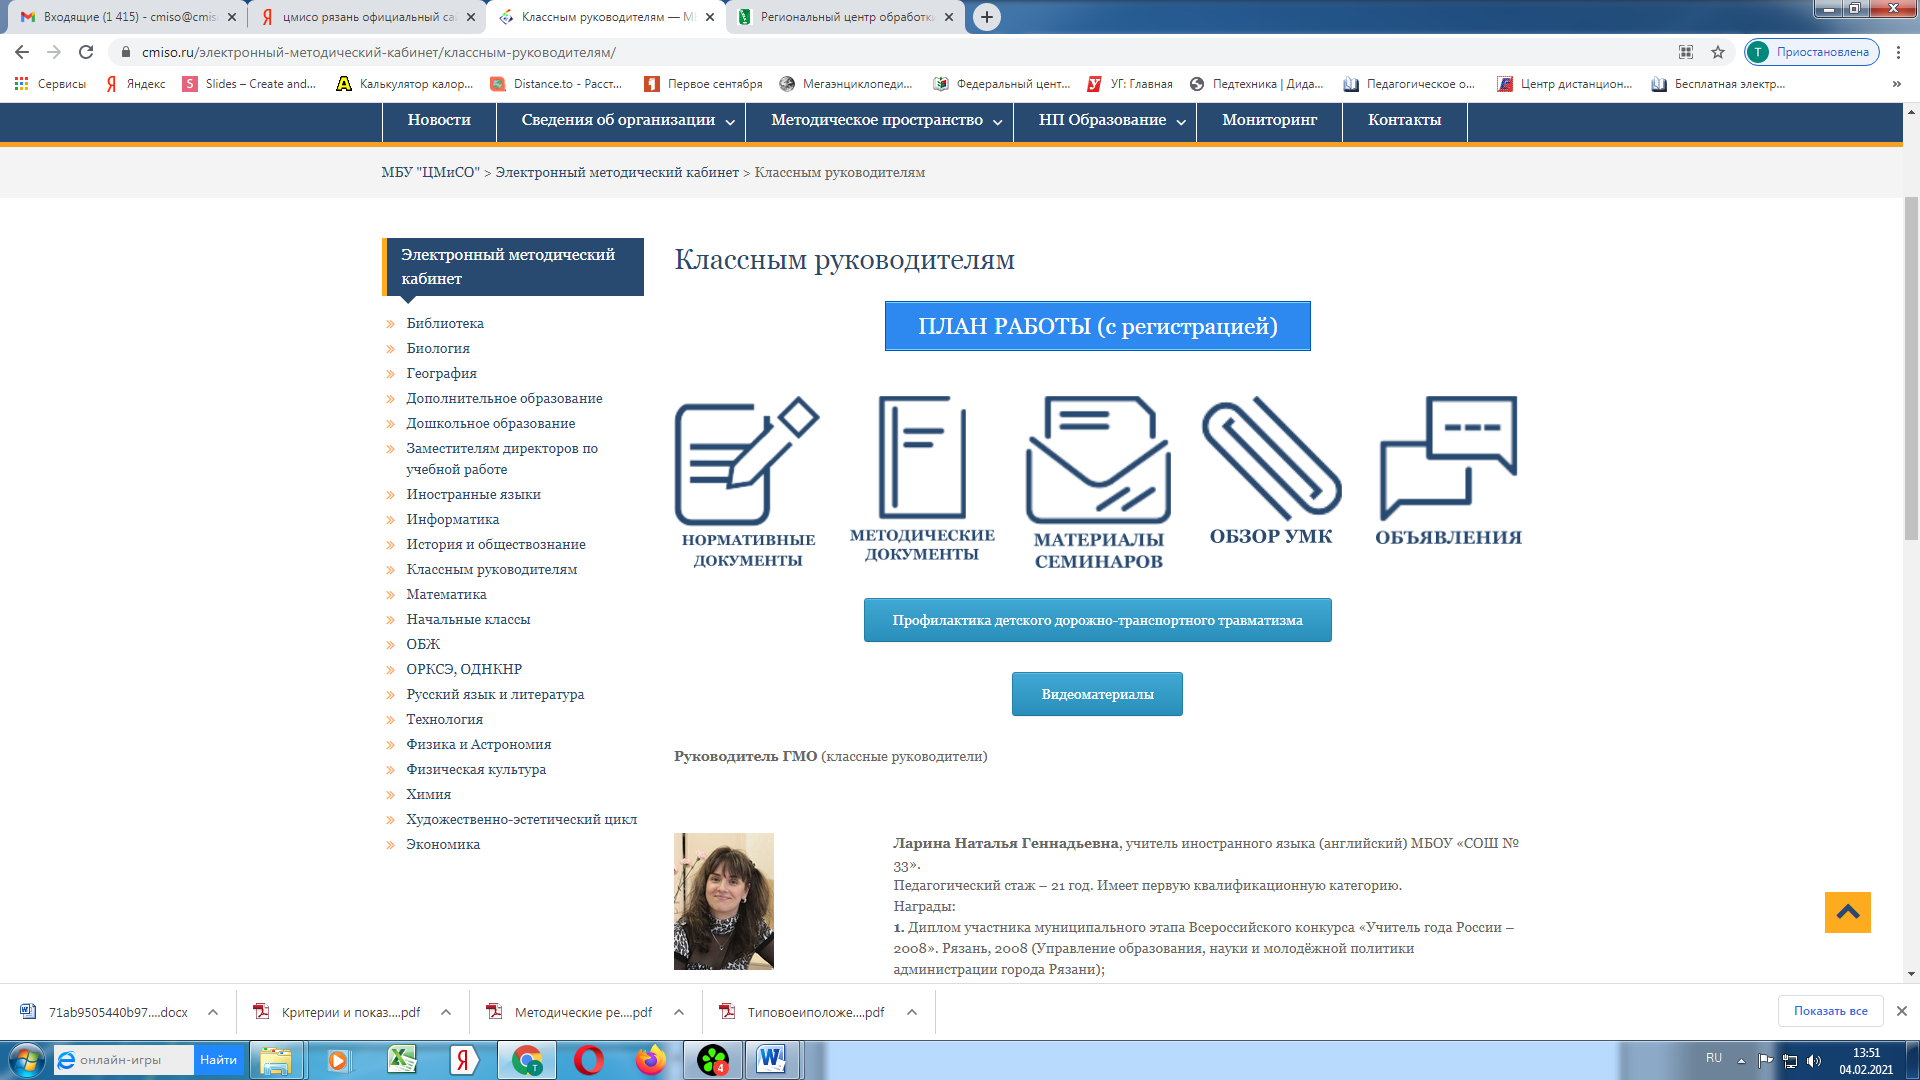 Входящие (1 415) - cmiso@cmis
цмисо рязань официальный са
Классным руководителям — МБ
Региональный центр обработк
cmiso.ru/электронный-методический-кабинет/классным-руководителям/
Приостановлена
Сервисы
Яндекс
Slides – Create and...
Калькулятор калор...
Distance.to - Расст...
Первое сентября
Мегаэнциклопеди...
Федеральный цент...
УГ: Главная
Педтехника | Дида...
Педагогическое о...
Центр дистанцион...
Бесплатная электр...
Новости
Сведения об организации
Методическое пространство
НП Образование
Мониторинг
Контакты
МБУ "ЦМиСО" > Электронный методический кабинет > Классным руководителям
Электронный методический
кабинет
Библиотека
Биология
География
Дополнительное образование
Дошкольное образование
Заместителям директоров по
учебной работе
Иностранные языки
Информатика
История и обществознание
Классным руководителям
Математика
Начальные классы
ОБЖ
ОРКСЭ, ОДНКНР
Русский язык и литература
Технология
Физика и Астрономия
Физическая культура
Химия
Художественно-эстетический цикл
Экономика
Классным руководителям
ПЛАН РАБОТЫ (с регистрацией)
НОРМАТИВНЫЕ
ДОКУМЕНТЫ
МЕТОДИЧЕСКИЕ
ДОКУМЕНТЫ
МАТЕРИАЛЫ
СЕМИНАРОВ
ОБЗОР УМК
ОБЪЯВЛЕНИЯ
Профилактика детского дорожно-транспортного травматизма
Видеоматериалы
Руководитель ГМО (классные руководители)
Ларина Наталья Геннадьевна, учитель иностранного языка (английский) МБОУ «СОШ №
33».
Педагогический стаж – 21 год. Имеет первую квалификационную категорию.
Награды:
1. Диплом участника муниципального этапа Всероссийского конкурса «Учитель года России –
2008». Рязань, 2008 (Управление образования, науки и молодёжной политики
администрации города Рязани);
71ab9505440b97....docx
Критерии и показ....pdf
Методические ре....pdf
Типовоеиположе....pdf
Показать все
онлайн-игры
Найти
4
RU
13:51
04.02.2021